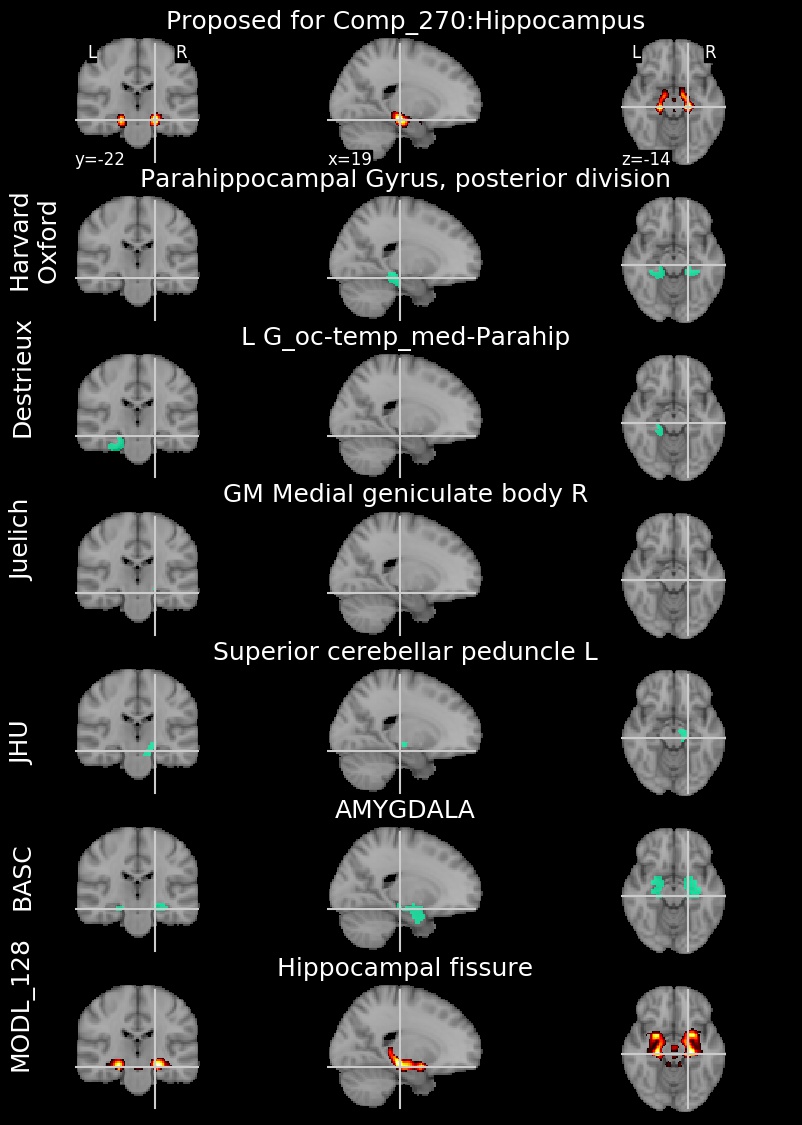 Proposed for Comp_270:Hippocampus
L R L R
y=-22 x=19 z=-14
Parahippocampal Gyrus, posterior division
Harvard
Oxford
L G_oc-temp_med-Parahip
Destrieux
GM Medial geniculate body R
Juelich
Superior cerebellar peduncle L
JHU
AMYGDALA
BASC
Hippocampal fissure
MODL_128